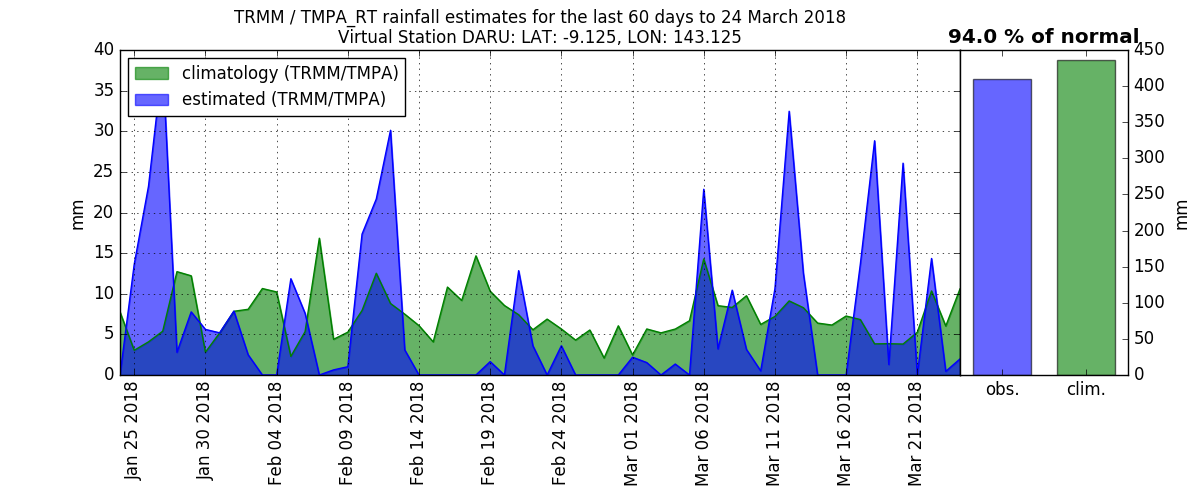 TRMM / TMPA_RT rainfall estimates for the last 60 days to 24 March 2018
Virtual Station DARU: LAT: -9.125, LON: 143.125
94.0 % of normal
climatology (TRMM/TMPA)
estimated (TRMM/TMPA)
40
35
30
25
20
15
10
5
0
mm
Jan 25 2018
Jan 30 2018
Feb 04 2018
Feb 09 2018
Feb 14 2018
Feb 19 2018
Feb 24 2018
Mar 01 2018
Mar 06 2018
Mar 11 2018
Mar 16 2018
Mar 21 2018
obs.
clim.
450
400
350
300
250
200
150
100
50
0
mm